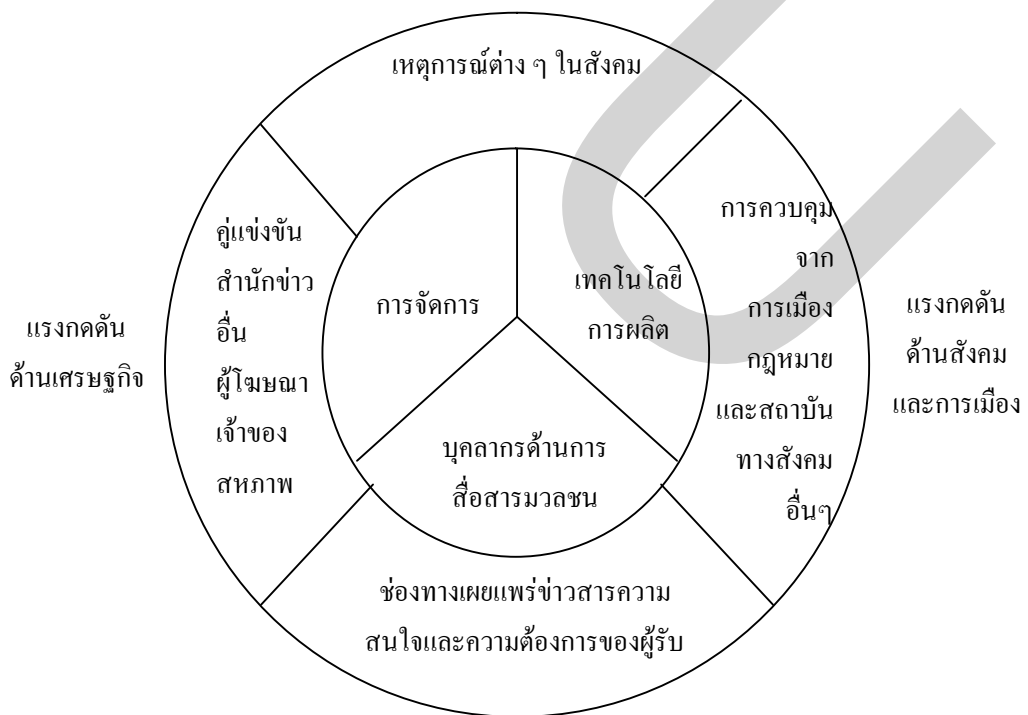 เหตุการณ์ต่าง ๆ ในสังคม
แรงกดดัน
ด้านเศรษฐกิจ
คู่แข่งขัน
สำนักข่าว
อื่น
ผู้โฆษณา
เจ้าของ
สหภาพ
การจัดการ
เทคโนโลยี
การผลิต
บุคลากรด้านการ
สื่อสารมวลชน
การควบคุม
จาก
การเมือง
กฎหมาย
และสถาบัน
ทางสังคม
อื่นๆ
แรงกดดัน
ด้านสังคม
และการเมือง
ช่องทางเผยแพร่ข่าวสารความ
สนใจและความต้องการของผู้รับ